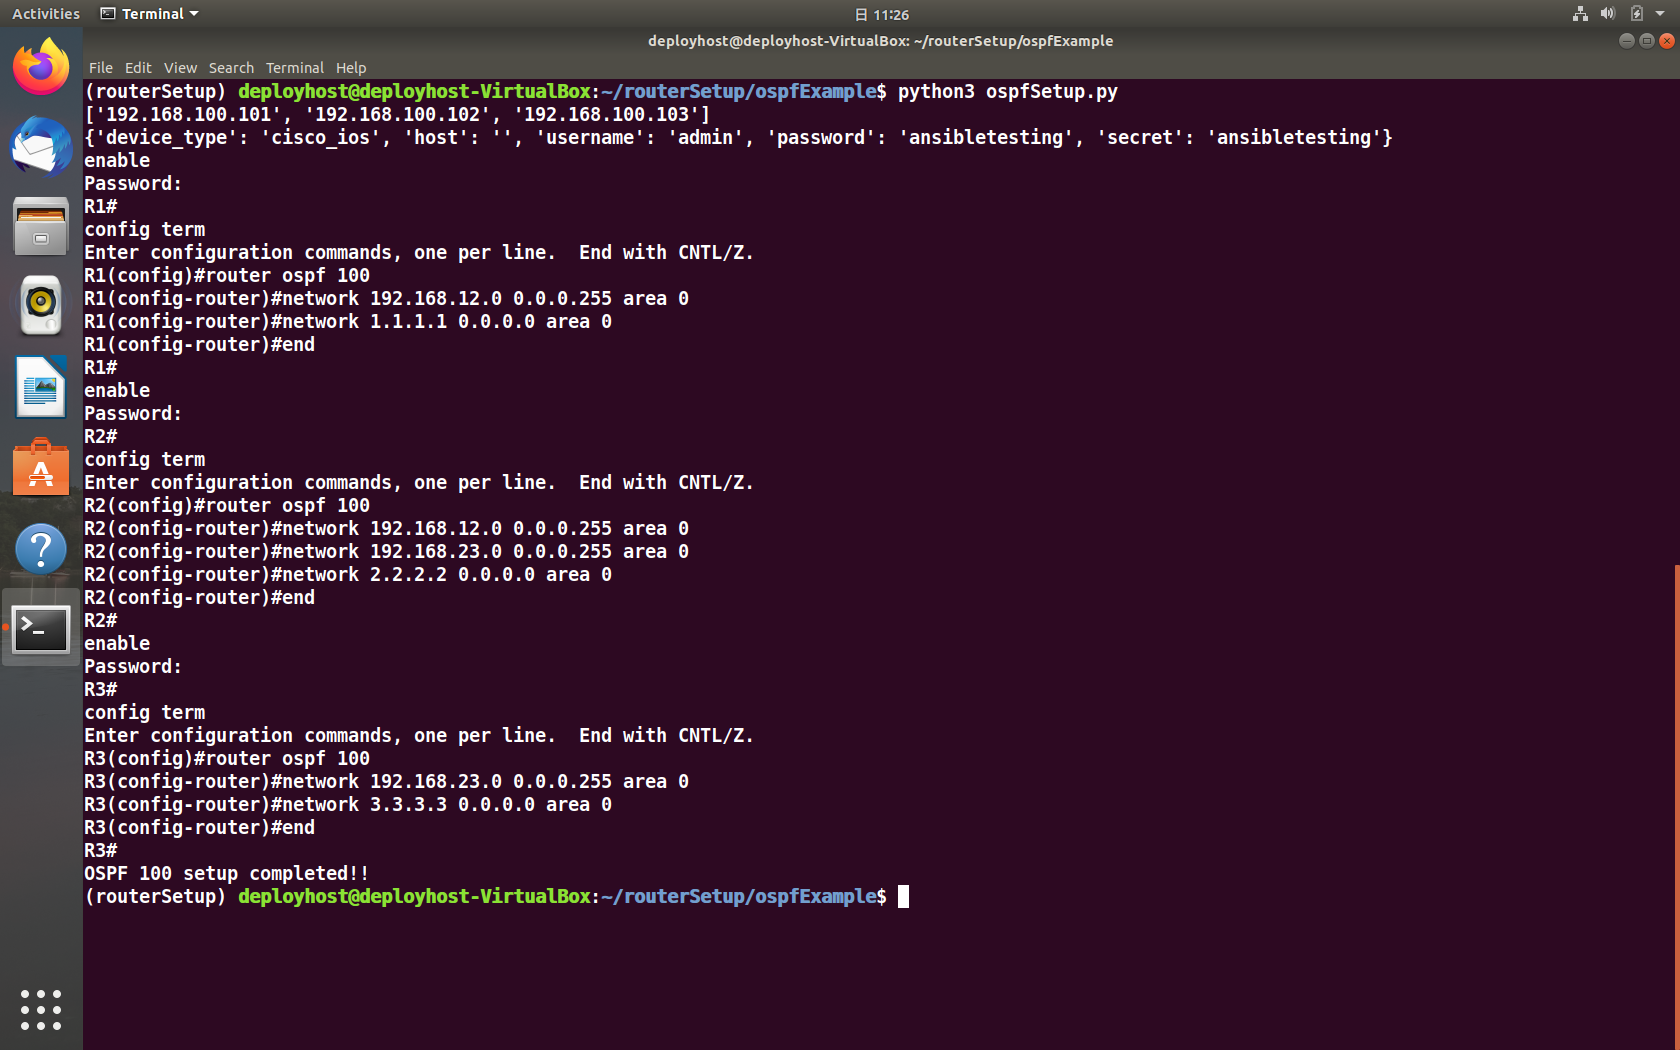 Activities Terminal 日 11:26
deployhost@deployhost-VirtualBox: ~/routerSetup/ospfExample
File Edit View Search Terminal Help
(routerSetup) deployhost@deployhost-VirtualBox:~/routerSetup/ospfExample$ python3 ospfSetup.py
['192.168.100.101', '192.168.100.102', '192.168.100.103']
{'device_type': 'cisco_ios', 'host': '', 'username': 'admin', 'password': 'ansibletesting', 'secret': 'ansibletesting'}
enable
Password:
R1#
config term
Enter configuration commands, one per line.  End with CNTL/Z.
R1(config)#router ospf 100
R1(config-router)#network 192.168.12.0 0.0.0.255 area 0
R1(config-router)#network 1.1.1.1 0.0.0.0 area 0
R1(config-router)#end
R1#
enable
Password:
R2#
config term
Enter configuration commands, one per line.  End with CNTL/Z.
R2(config)#router ospf 100
R2(config-router)#network 192.168.12.0 0.0.0.255 area 0
R2(config-router)#network 192.168.23.0 0.0.0.255 area 0
R2(config-router)#network 2.2.2.2 0.0.0.0 area 0
R2(config-router)#end
R2#
enable
Password:
R3#
config term
Enter configuration commands, one per line.  End with CNTL/Z.
R3(config)#router ospf 100
R3(config-router)#network 192.168.23.0 0.0.0.255 area 0
R3(config-router)#network 3.3.3.3 0.0.0.0 area 0
R3(config-router)#end
R3#
OSPF 100 setup completed!!
(routerSetup) deployhost@deployhost-VirtualBox:~/routerSetup/ospfExample$